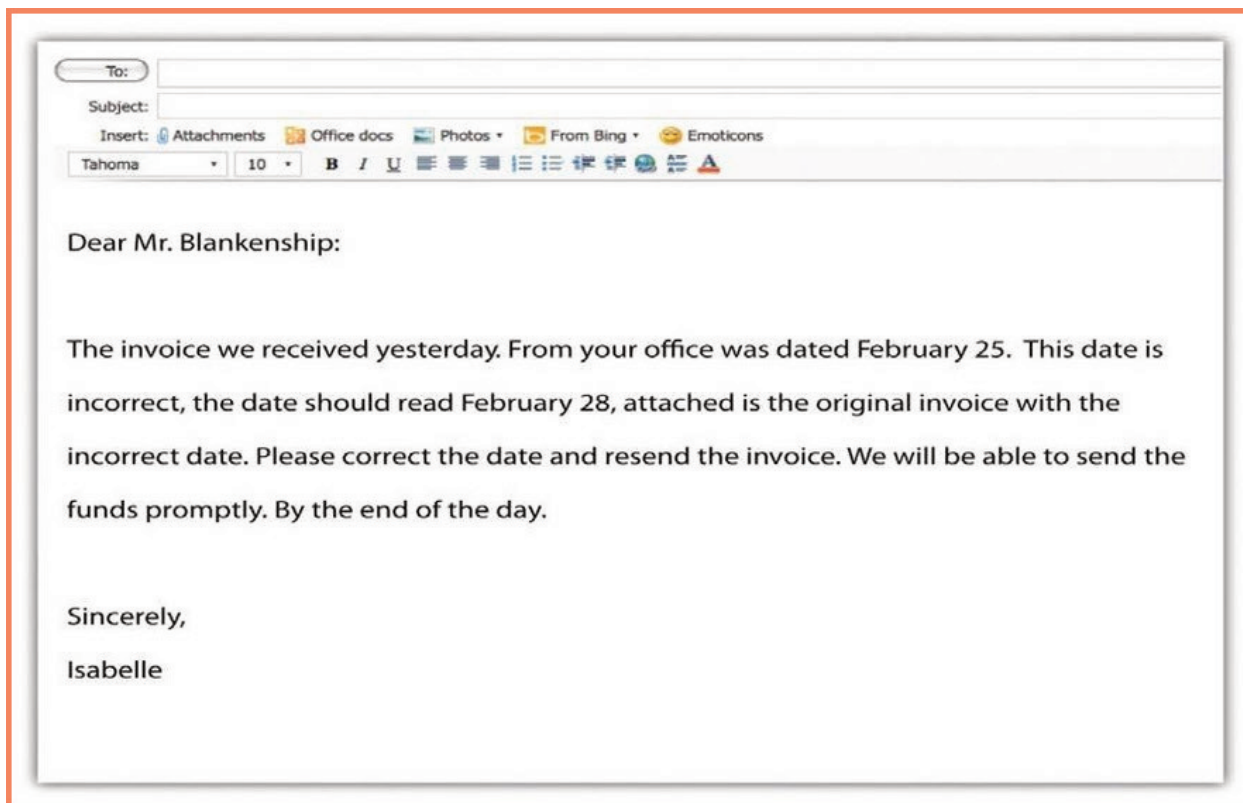 To:
Subject:
Insert: Attachments Office docs Photos From Bing Emoticons
Tahoma 10 B I U A
Dear Mr. Blankenship:
The invoice we received yesterday. From your office was dated February 25. This date is
incorrect, the date should read February 28, attached is the original invoice with the
incorrect date. Please correct the date and resend the invoice. We will be able to send the
funds promptly. By the end of the day.
Sincerely,
Isabelle